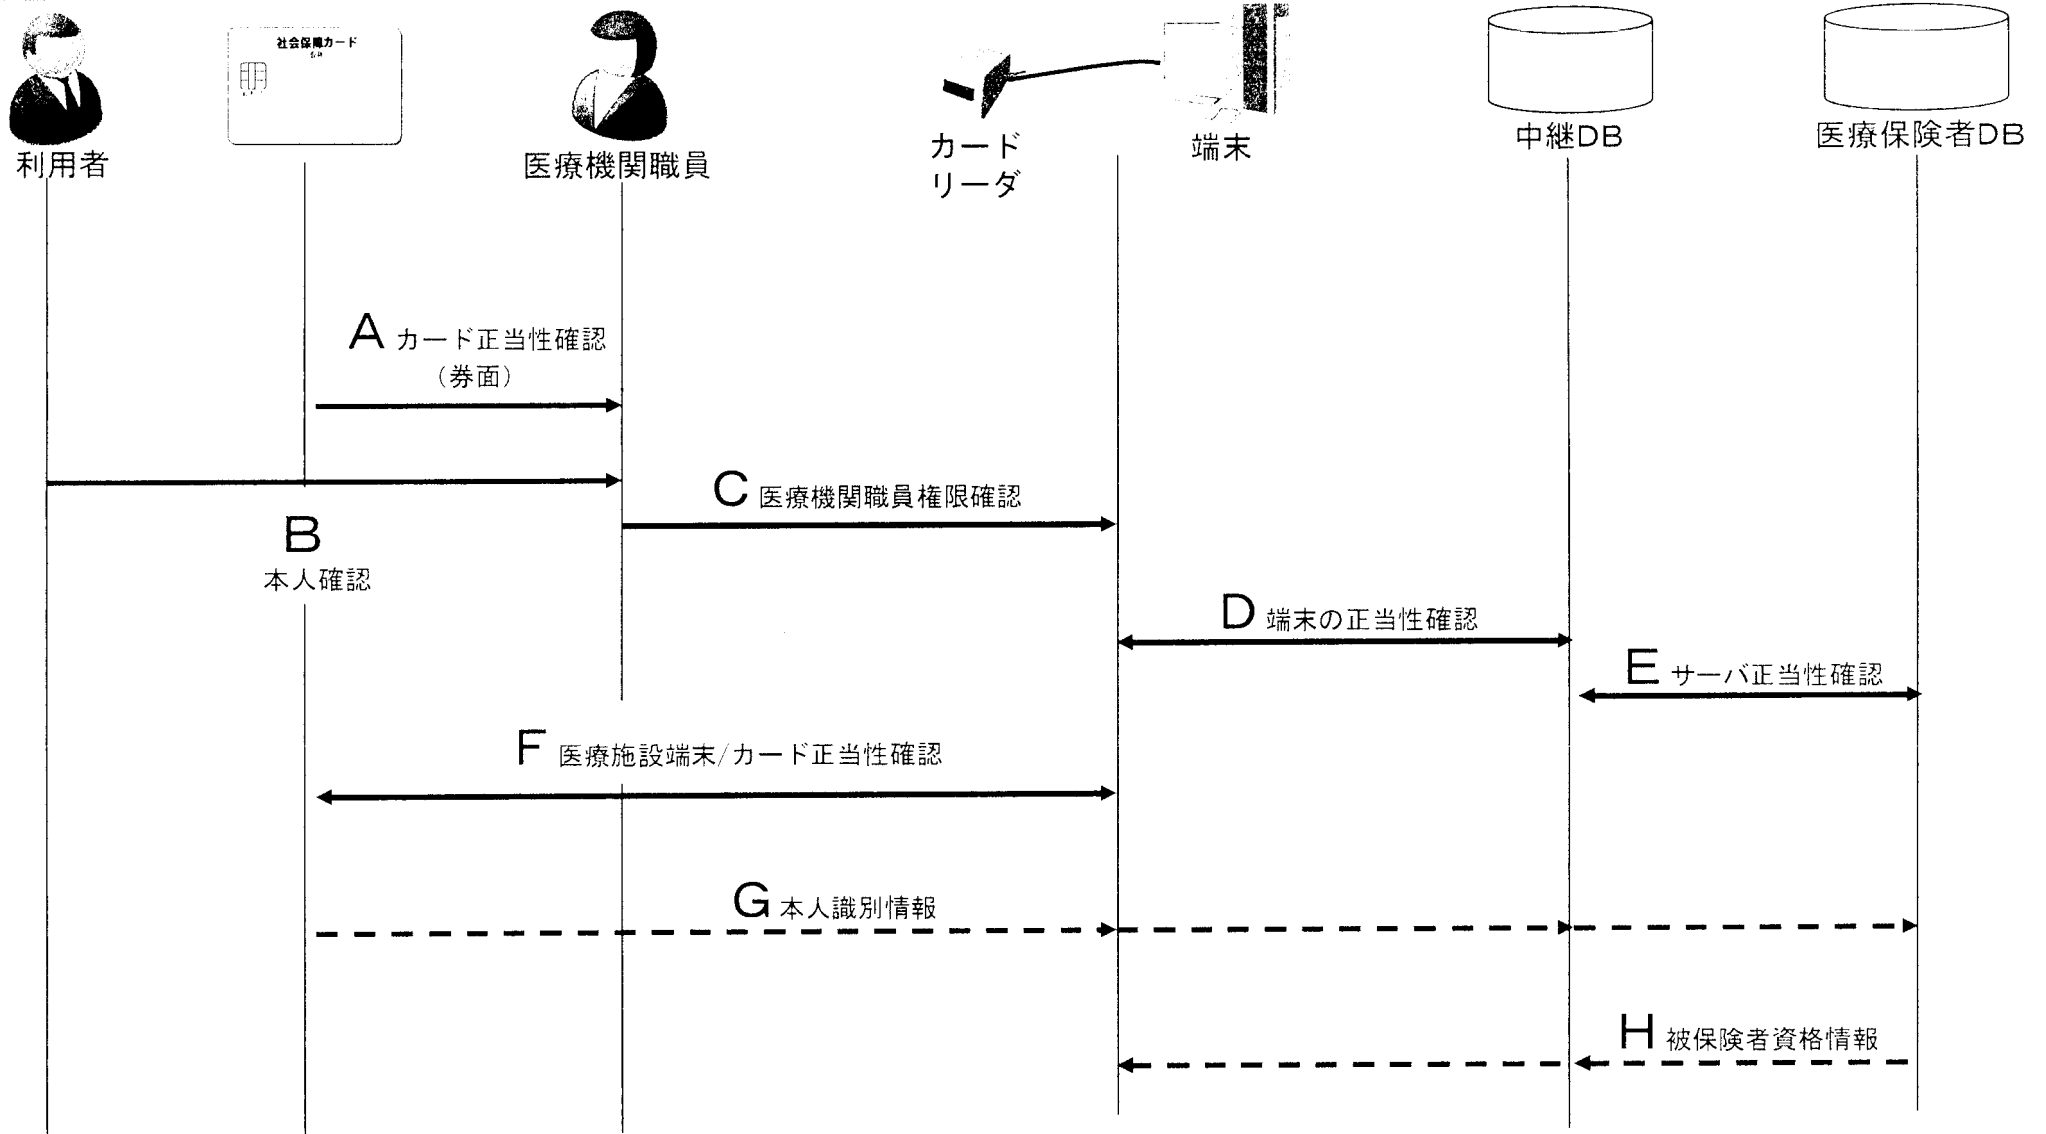 社会保障カード
利用者
医療機関職員
カード
リーダ
端末
中継DB
医療保険者DB
A カード正当性確認
（券面）
B
本人確認
C 医療機関職員権限確認
D 端末の正当性確認
E サーバ正当性確認
F 医療施設端末/カード正当性確認
G 本人識別情報
H 被保険者資格情報